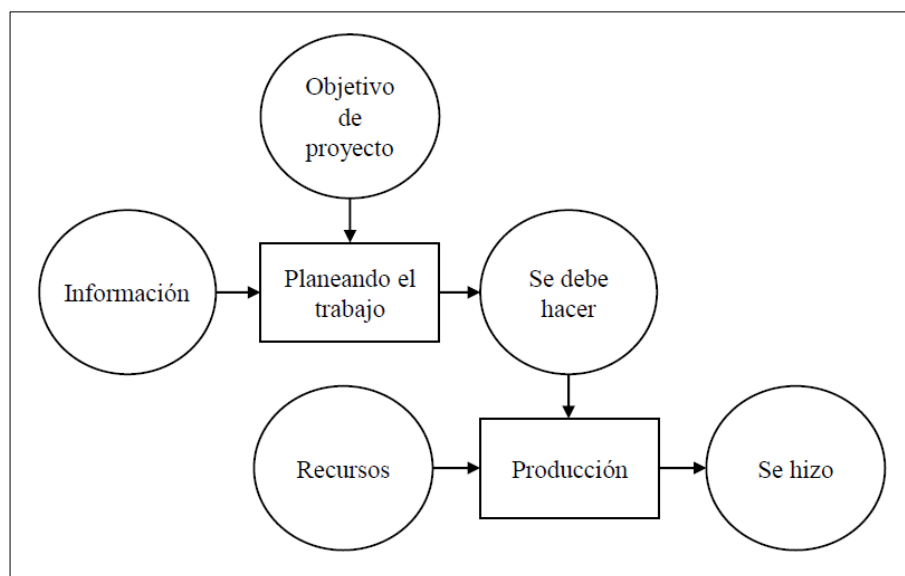 Objetivo
de
proyecto
Información
Planeando el
trabajo
Se debe
hacer
Recursos
Producción
Se hizo